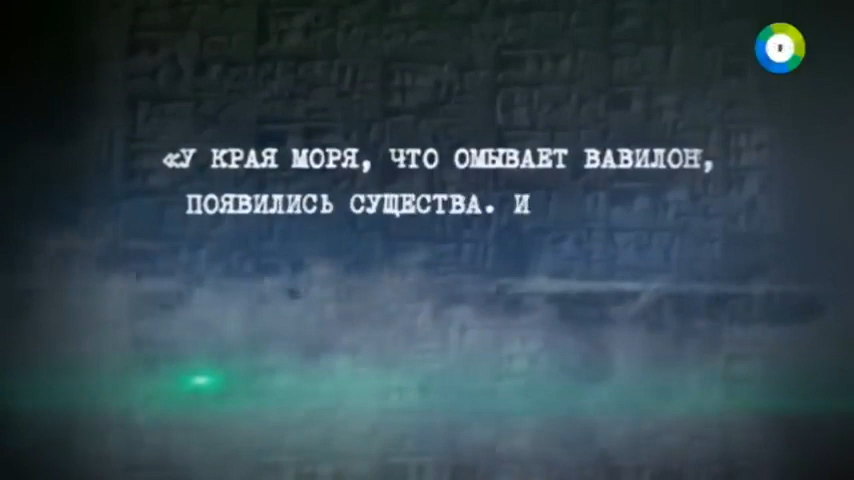 «У КРАЯ МОРЯ, ЧТО ОМЫВАЕТ ВАВИЛОН,
ПОЯВИЛИСЬ СУЩЕСТВА. И